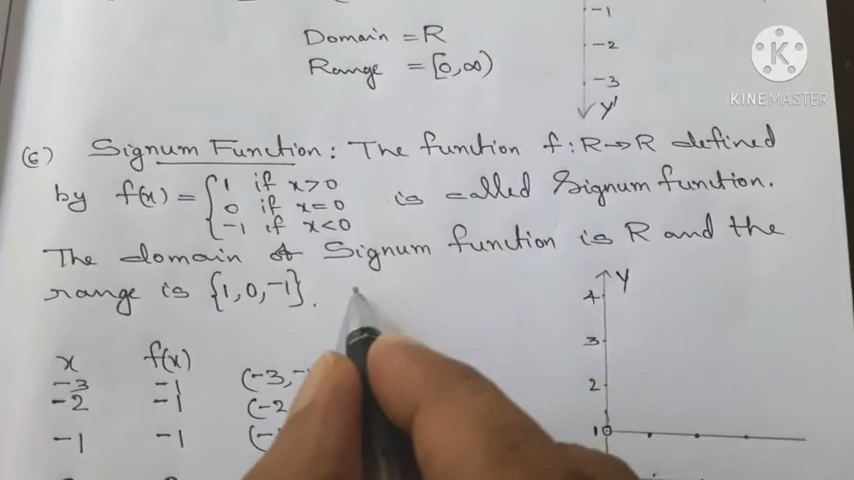 Domain = R
Range = [0,∞)
-1
-2
-3
Y'
KINEMASTER
(6) Signum Function: The function f:R→R defined
by f(x) = { 1 if x>0
0 if x=0
-1 if x<0
is called Signum function.
The domain of Signum function is R and the
range is {1,0,-1}.
x f(x)
-3 -1 (-3,-
-2 -1 (-2
-1 -1 (-
Y
4
3
2
1